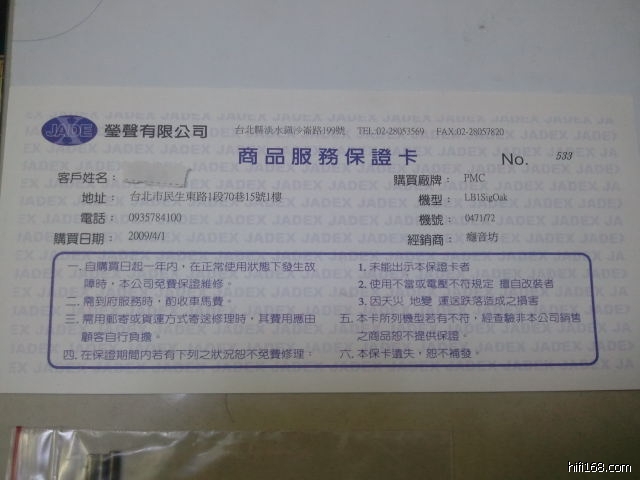 JADE 瑩聲有限公司 台北縣淡水鎮沙崙路199號 TEL:02-28053569 FAX:02-28057820
商品服務保證卡 No. 533
客戶姓名：
地址： 台北市民生東路1段70巷15號1樓
電話： 0935784100
購買日期： 2009/4/1
購買廠牌： PMC
機型： LB1SigOak
機號： 0471/72
經銷商： 癮音坊
一. 自購買日起一年內，在正常使用狀態下發生故
障時，本公司免費保證維修。
二. 需到府服務時，酌收車馬費。
三. 需用郵寄或貨運方式寄送修理時，其費用應由
顧客自行負擔。
四. 在保證期間內若有下列之狀況恕不免費修理：
1. 未能出示本保證卡者
2. 使用不當或電壓不符規定 擅自改裝者
3. 因天災 地變 運送跌落造成之損害
五. 本卡所列機型若有不符，經查驗非本公司銷售
之商品恕不提供保證。
六. 本保卡遺失，恕不補發。
hifi168.com